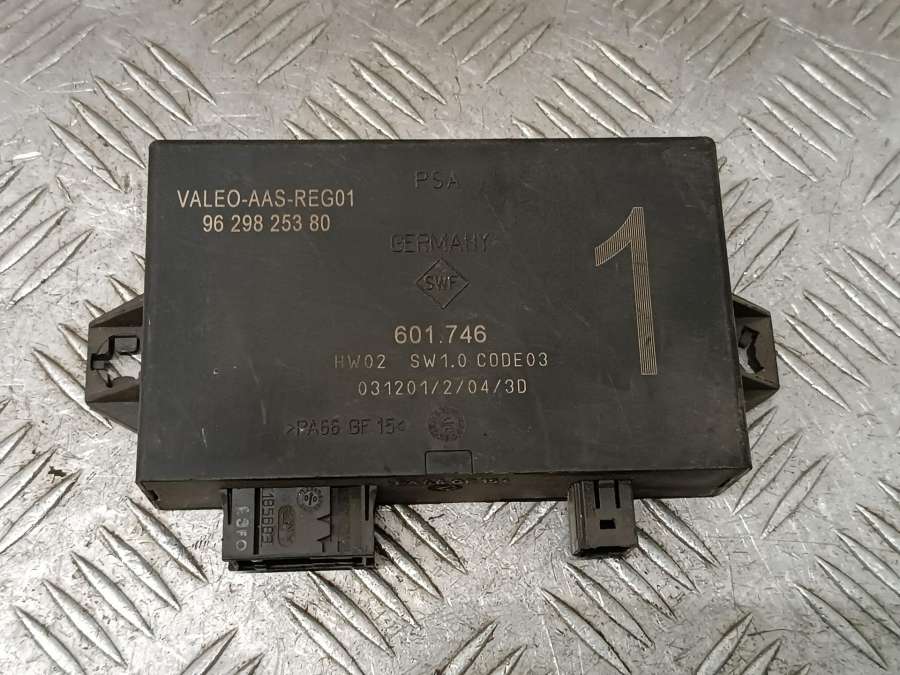 PSA
VALEO-AAS-REG01
96 298 253 80
1
GERMANY
SWF
601.746
HW02 SW1.0 CODE03
031201/2/04/3D
>PA66 GF 15<
185603